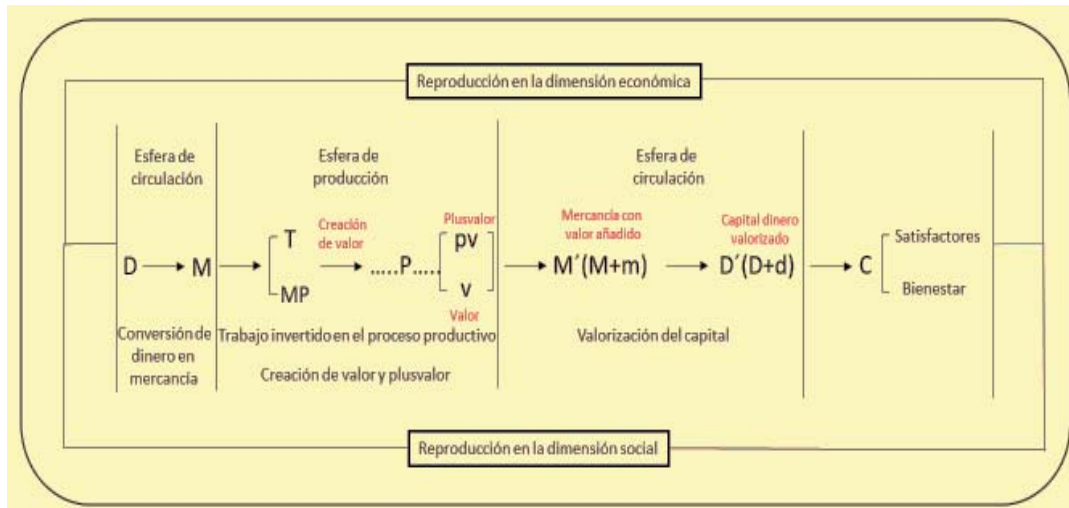 Reproducción en la dimensión económica
Esfera de
circulación
Esfera de
producción
Esfera de
circulación
Creación
de valor
Plusvalor
Mercancía con
valor añadido
Capital dinero
valorizado
D → M → T
MP
→ .....P.....
pv
v
→ M´(M+m) → D´(D+d) → C
Satisfactores
Bienestar
Valor
Conversión de
dinero en
mercancía
Trabajo invertido en el proceso productivo
Creación de valor y plusvalor
Valorización del capital
Reproducción en la dimensión social